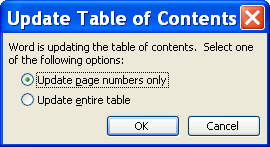 Update Table of Contents
Word is updating the table of contents. Select one
of the following options:
Update page numbers only
Update entire table
OK Cancel